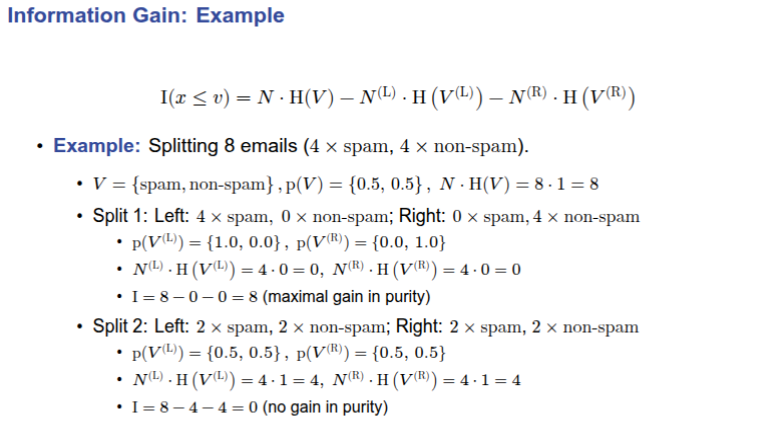 Information Gain: Example
I(x ≤ v) = N · H(V) − N⁽ᴸ⁾ · H (V⁽ᴸ⁾) − N⁽ᴿ⁾ · H (V⁽ᴿ⁾)
• Example: Splitting 8 emails (4 × spam, 4 × non-spam).
• V = {spam, non-spam} , p(V) = {0.5, 0.5} , N · H(V) = 8 · 1 = 8
• Split 1: Left: 4 × spam, 0 × non-spam; Right: 0 × spam, 4 × non-spam
• p(V⁽ᴸ⁾) = {1.0, 0.0} , p(V⁽ᴿ⁾) = {0.0, 1.0}
• N⁽ᴸ⁾ · H (V⁽ᴸ⁾) = 4 · 0 = 0, N⁽ᴿ⁾ · H (V⁽ᴿ⁾) = 4 · 0 = 0
• I = 8 − 0 − 0 = 8 (maximal gain in purity)
• Split 2: Left: 2 × spam, 2 × non-spam; Right: 2 × spam, 2 × non-spam
• p(V⁽ᴸ⁾) = {0.5, 0.5} , p(V⁽ᴿ⁾) = {0.5, 0.5}
• N⁽ᴸ⁾ · H (V⁽ᴸ⁾) = 4 · 1 = 4, N⁽ᴿ⁾ · H (V⁽ᴿ⁾) = 4 · 1 = 4
• I = 8 − 4 − 4 = 0 (no gain in purity)